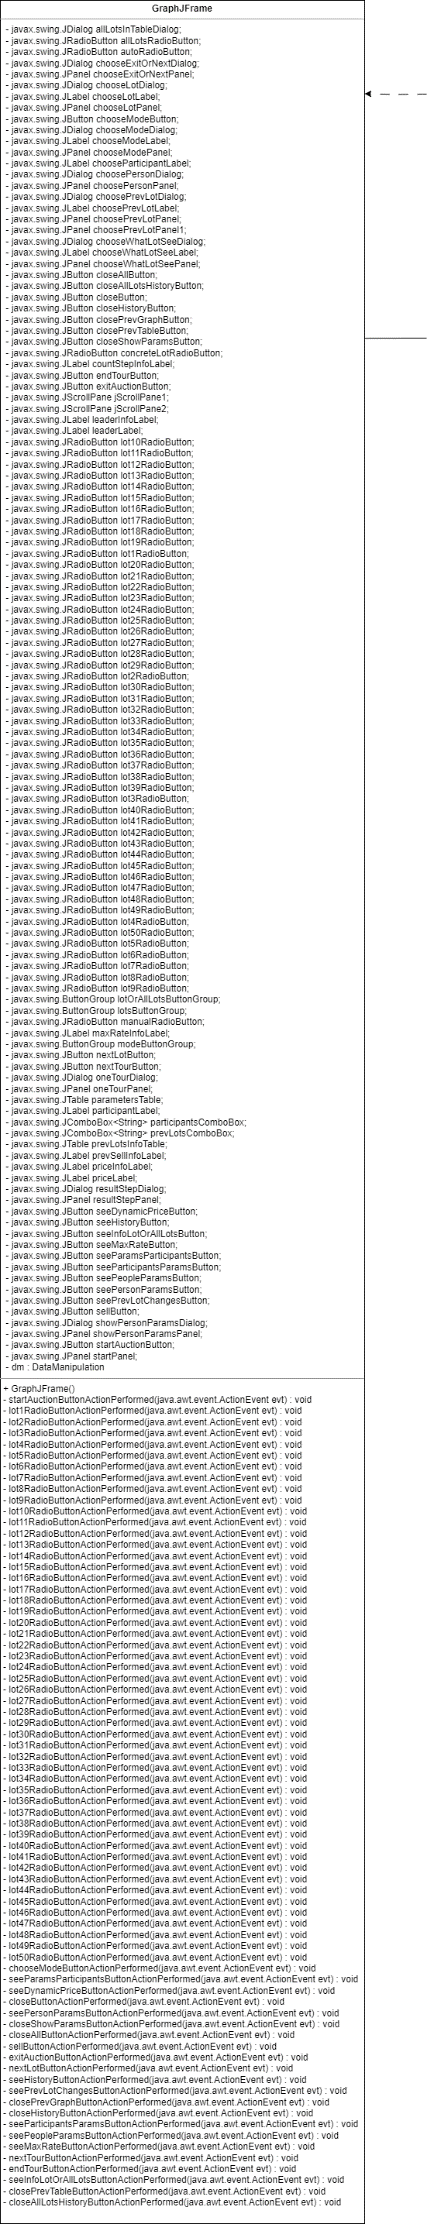 GraphJFrame
- javax.swing.JDialog allLotsInTableDialog;
- javax.swing.JRadioButton allLotsRadioButton;
- javax.swing.JRadioButton autoRadioButton;
- javax.swing.JDialog chooseExitOrNextDialog;
- javax.swing.JPanel chooseExitOrNextPanel;
- javax.swing.JDialog chooseLotDialog;
- javax.swing.JLabel chooseLotLabel;
- javax.swing.JPanel chooseLotPanel;
- javax.swing.JButton chooseModeButton;
- javax.swing.JDialog chooseModeDialog;
- javax.swing.JLabel chooseModeLabel;
- javax.swing.JPanel chooseModePanel;
- javax.swing.JLabel chooseParticipantLabel;
- javax.swing.JDialog choosePersonDialog;
- javax.swing.JPanel choosePersonPanel;
- javax.swing.JDialog choosePrevLotDialog;
- javax.swing.JLabel choosePrevLotLabel;
- javax.swing.JPanel choosePrevLotPanel;
- javax.swing.JPanel choosePrevLotPanel1;
- javax.swing.JDialog chooseWhatLotSeeDialog;
- javax.swing.JLabel chooseWhatLotSeeLabel;
- javax.swing.JPanel chooseWhatLotSeePanel;
- javax.swing.JButton closeAllButton;
- javax.swing.JButton closeAllLotsHistoryButton;
- javax.swing.JButton closeButton;
- javax.swing.JButton closeHistoryButton;
- javax.swing.JButton closePrevGraphButton;
- javax.swing.JButton closePrevTableButton;
- javax.swing.JButton closeShowParamsButton;
- javax.swing.JRadioButton concreteLotRadioButton;
- javax.swing.JLabel countStepInfoLabel;
- javax.swing.JButton endTourButton;
- javax.swing.JButton exitAuctionButton;
- javax.swing.JScrollPane jScrollPane1;
- javax.swing.JScrollPane jScrollPane2;
- javax.swing.JLabel leaderInfoLabel;
- javax.swing.JLabel leaderLabel;
- javax.swing.JRadioButton lot10RadioButton;
- javax.swing.JRadioButton lot11RadioButton;
- javax.swing.JRadioButton lot12RadioButton;
- javax.swing.JRadioButton lot13RadioButton;
- javax.swing.JRadioButton lot14RadioButton;
- javax.swing.JRadioButton lot15RadioButton;
- javax.swing.JRadioButton lot16RadioButton;
- javax.swing.JRadioButton lot17RadioButton;
- javax.swing.JRadioButton lot18RadioButton;
- javax.swing.JRadioButton lot19RadioButton;
- javax.swing.JRadioButton lot1RadioButton;
- javax.swing.JRadioButton lot20RadioButton;
- javax.swing.JRadioButton lot21RadioButton;
- javax.swing.JRadioButton lot22RadioButton;
- javax.swing.JRadioButton lot23RadioButton;
- javax.swing.JRadioButton lot24RadioButton;
- javax.swing.JRadioButton lot25RadioButton;
- javax.swing.JRadioButton lot26RadioButton;
- javax.swing.JRadioButton lot27RadioButton;
- javax.swing.JRadioButton lot28RadioButton;
- javax.swing.JRadioButton lot29RadioButton;
- javax.swing.JRadioButton lot2RadioButton;
- javax.swing.JRadioButton lot30RadioButton;
- javax.swing.JRadioButton lot31RadioButton;
- javax.swing.JRadioButton lot32RadioButton;
- javax.swing.JRadioButton lot33RadioButton;
- javax.swing.JRadioButton lot34RadioButton;
- javax.swing.JRadioButton lot35RadioButton;
- javax.swing.JRadioButton lot36RadioButton;
- javax.swing.JRadioButton lot37RadioButton;
- javax.swing.JRadioButton lot38RadioButton;
- javax.swing.JRadioButton lot39RadioButton;
- javax.swing.JRadioButton lot3RadioButton;
- javax.swing.JRadioButton lot40RadioButton;
- javax.swing.JRadioButton lot41RadioButton;
- javax.swing.JRadioButton lot42RadioButton;
- javax.swing.JRadioButton lot43RadioButton;
- javax.swing.JRadioButton lot44RadioButton;
- javax.swing.JRadioButton lot45RadioButton;
- javax.swing.JRadioButton lot46RadioButton;
- javax.swing.JRadioButton lot47RadioButton;
- javax.swing.JRadioButton lot48RadioButton;
- javax.swing.JRadioButton lot49RadioButton;
- javax.swing.JRadioButton lot4RadioButton;
- javax.swing.JRadioButton lot50RadioButton;
- javax.swing.JRadioButton lot5RadioButton;
- javax.swing.JRadioButton lot6RadioButton;
- javax.swing.JRadioButton lot7RadioButton;
- javax.swing.JRadioButton lot8RadioButton;
- javax.swing.JRadioButton lot9RadioButton;
- javax.swing.ButtonGroup lotOrAllLotsButtonGroup;
- javax.swing.ButtonGroup lotsButtonGroup;
- javax.swing.JRadioButton manualRadioButton;
- javax.swing.JLabel maxRateInfoLabel;
- javax.swing.ButtonGroup modeButtonGroup;
- javax.swing.JButton nextLotButton;
- javax.swing.JButton nextTourButton;
- javax.swing.JDialog oneTourDialog;
- javax.swing.JPanel oneTourPanel;
- javax.swing.JTable parametersTable;
- javax.swing.JLabel participantLabel;
- javax.swing.JComboBox<String> participantsComboBox;
- javax.swing.JComboBox<String> prevLotsComboBox;
- javax.swing.JTable prevLotsInfoTable;
- javax.swing.JLabel prevSellInfoLabel;
- javax.swing.JLabel priceInfoLabel;
- javax.swing.JLabel priceLabel;
- javax.swing.JDialog resultStepDialog;
- javax.swing.JPanel resultStepPanel;
- javax.swing.JButton seeDynamicPriceButton;
- javax.swing.JButton seeHistoryButton;
- javax.swing.JButton seeInfoLotOrAllLotsButton;
- javax.swing.JButton seeMaxRateButton;
- javax.swing.JButton seeParamsParticipantsButton;
- javax.swing.JButton seeParticipantsParamsButton;
- javax.swing.JButton seePeopleParamsButton;
- javax.swing.JButton seePersonParamsButton;
- javax.swing.JButton seePrevLotChangesButton;
- javax.swing.JButton sellButton;
- javax.swing.JDialog showPersonParamsDialog;
- javax.swing.JPanel showPersonParamsPanel;
- javax.swing.JButton startAuctionButton;
- javax.swing.JPanel startPanel;
- dm : DataManipulation
+ GraphJFrame()
- startAuctionButtonActionPerformed(java.awt.event.ActionEvent evt) : void
- lot1RadioButtonActionPerformed(java.awt.event.ActionEvent evt) : void
- lot2RadioButtonActionPerformed(java.awt.event.ActionEvent evt) : void
- lot3RadioButtonActionPerformed(java.awt.event.ActionEvent evt) : void
- lot4RadioButtonActionPerformed(java.awt.event.ActionEvent evt) : void
- lot5RadioButtonActionPerformed(java.awt.event.ActionEvent evt) : void
- lot6RadioButtonActionPerformed(java.awt.event.ActionEvent evt) : void
- lot7RadioButtonActionPerformed(java.awt.event.ActionEvent evt) : void
- lot8RadioButtonActionPerformed(java.awt.event.ActionEvent evt) : void
- lot9RadioButtonActionPerformed(java.awt.event.ActionEvent evt) : void
- lot10RadioButtonActionPerformed(java.awt.event.ActionEvent evt) : void
- lot11RadioButtonActionPerformed(java.awt.event.ActionEvent evt) : void
- lot12RadioButtonActionPerformed(java.awt.event.ActionEvent evt) : void
- lot13RadioButtonActionPerformed(java.awt.event.ActionEvent evt) : void
- lot14RadioButtonActionPerformed(java.awt.event.ActionEvent evt) : void
- lot15RadioButtonActionPerformed(java.awt.event.ActionEvent evt) : void
- lot16RadioButtonActionPerformed(java.awt.event.ActionEvent evt) : void
- lot17RadioButtonActionPerformed(java.awt.event.ActionEvent evt) : void
- lot18RadioButtonActionPerformed(java.awt.event.ActionEvent evt) : void
- lot19RadioButtonActionPerformed(java.awt.event.ActionEvent evt) : void
- lot20RadioButtonActionPerformed(java.awt.event.ActionEvent evt) : void
- lot21RadioButtonActionPerformed(java.awt.event.ActionEvent evt) : void
- lot22RadioButtonActionPerformed(java.awt.event.ActionEvent evt) : void
- lot23RadioButtonActionPerformed(java.awt.event.ActionEvent evt) : void
- lot24RadioButtonActionPerformed(java.awt.event.ActionEvent evt) : void
- lot25RadioButtonActionPerformed(java.awt.event.ActionEvent evt) : void
- lot26RadioButtonActionPerformed(java.awt.event.ActionEvent evt) : void
- lot27RadioButtonActionPerformed(java.awt.event.ActionEvent evt) : void
- lot28RadioButtonActionPerformed(java.awt.event.ActionEvent evt) : void
- lot29RadioButtonActionPerformed(java.awt.event.ActionEvent evt) : void
- lot30RadioButtonActionPerformed(java.awt.event.ActionEvent evt) : void
- lot31RadioButtonActionPerformed(java.awt.event.ActionEvent evt) : void
- lot32RadioButtonActionPerformed(java.awt.event.ActionEvent evt) : void
- lot33RadioButtonActionPerformed(java.awt.event.ActionEvent evt) : void
- lot34RadioButtonActionPerformed(java.awt.event.ActionEvent evt) : void
- lot35RadioButtonActionPerformed(java.awt.event.ActionEvent evt) : void
- lot36RadioButtonActionPerformed(java.awt.event.ActionEvent evt) : void
- lot37RadioButtonActionPerformed(java.awt.event.ActionEvent evt) : void
- lot38RadioButtonActionPerformed(java.awt.event.ActionEvent evt) : void
- lot39RadioButtonActionPerformed(java.awt.event.ActionEvent evt) : void
- lot40RadioButtonActionPerformed(java.awt.event.ActionEvent evt) : void
- lot41RadioButtonActionPerformed(java.awt.event.ActionEvent evt) : void
- lot42RadioButtonActionPerformed(java.awt.event.ActionEvent evt) : void
- lot43RadioButtonActionPerformed(java.awt.event.ActionEvent evt) : void
- lot44RadioButtonActionPerformed(java.awt.event.ActionEvent evt) : void
- lot45RadioButtonActionPerformed(java.awt.event.ActionEvent evt) : void
- lot46RadioButtonActionPerformed(java.awt.event.ActionEvent evt) : void
- lot47RadioButtonActionPerformed(java.awt.event.ActionEvent evt) : void
- lot48RadioButtonActionPerformed(java.awt.event.ActionEvent evt) : void
- lot49RadioButtonActionPerformed(java.awt.event.ActionEvent evt) : void
- lot50RadioButtonActionPerformed(java.awt.event.ActionEvent evt) : void
- chooseModeButtonActionPerformed(java.awt.event.ActionEvent evt) : void
- seeParamsParticipantsButtonActionPerformed(java.awt.event.ActionEvent evt) : void
- seeDynamicPriceButtonActionPerformed(java.awt.event.ActionEvent evt) : void
- closeButtonActionPerformed(java.awt.event.ActionEvent evt) : void
- seePersonParamsButtonActionPerformed(java.awt.event.ActionEvent evt) : void
- closeShowParamsButtonActionPerformed(java.awt.event.ActionEvent evt) : void
- closeAllButtonActionPerformed(java.awt.event.ActionEvent evt) : void
- sellButtonActionPerformed(java.awt.event.ActionEvent evt) : void
- exitAuctionButtonActionPerformed(java.awt.event.ActionEvent evt) : void
- nextLotButtonActionPerformed(java.awt.event.ActionEvent evt) : void
- seeHistoryButtonActionPerformed(java.awt.event.ActionEvent evt) : void
- seePrevLotChangesButtonActionPerformed(java.awt.event.ActionEvent evt) : void
- closePrevGraphButtonActionPerformed(java.awt.event.ActionEvent evt) : void
- closeHistoryButtonActionPerformed(java.awt.event.ActionEvent evt) : void
- seeParticipantsParamsButtonActionPerformed(java.awt.event.ActionEvent evt) : void
- seePeopleParamsButtonActionPerformed(java.awt.event.ActionEvent evt) : void
- seeMaxRateButtonActionPerformed(java.awt.event.ActionEvent evt) : void
- nextTourButtonActionPerformed(java.awt.event.ActionEvent evt) : void
- endTourButtonActionPerformed(java.awt.event.ActionEvent evt) : void
- seeInfoLotOrAllLotsButtonActionPerformed(java.awt.event.ActionEvent evt) : void
- closePrevTableButtonActionPerformed(java.awt.event.ActionEvent evt) : void
- closeAllLotsHistoryButtonActionPerformed(java.awt.event.ActionEvent evt) : void